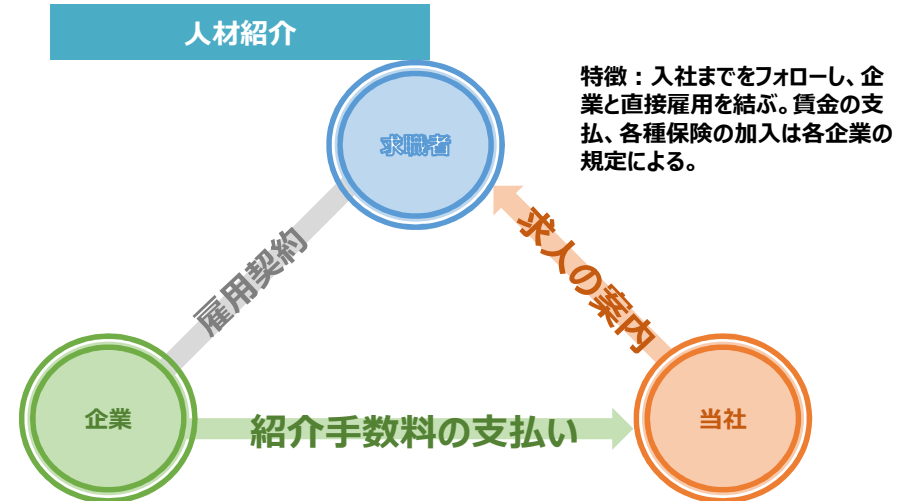 人材紹介
特徴：入社までをフォローし、企
業と直接雇用を結ぶ。賃金の支
払、各種保険の加入は各企業の
規定による。
求職者
雇用契約
求人の案内
企業
紹介手数料の支払い
当社